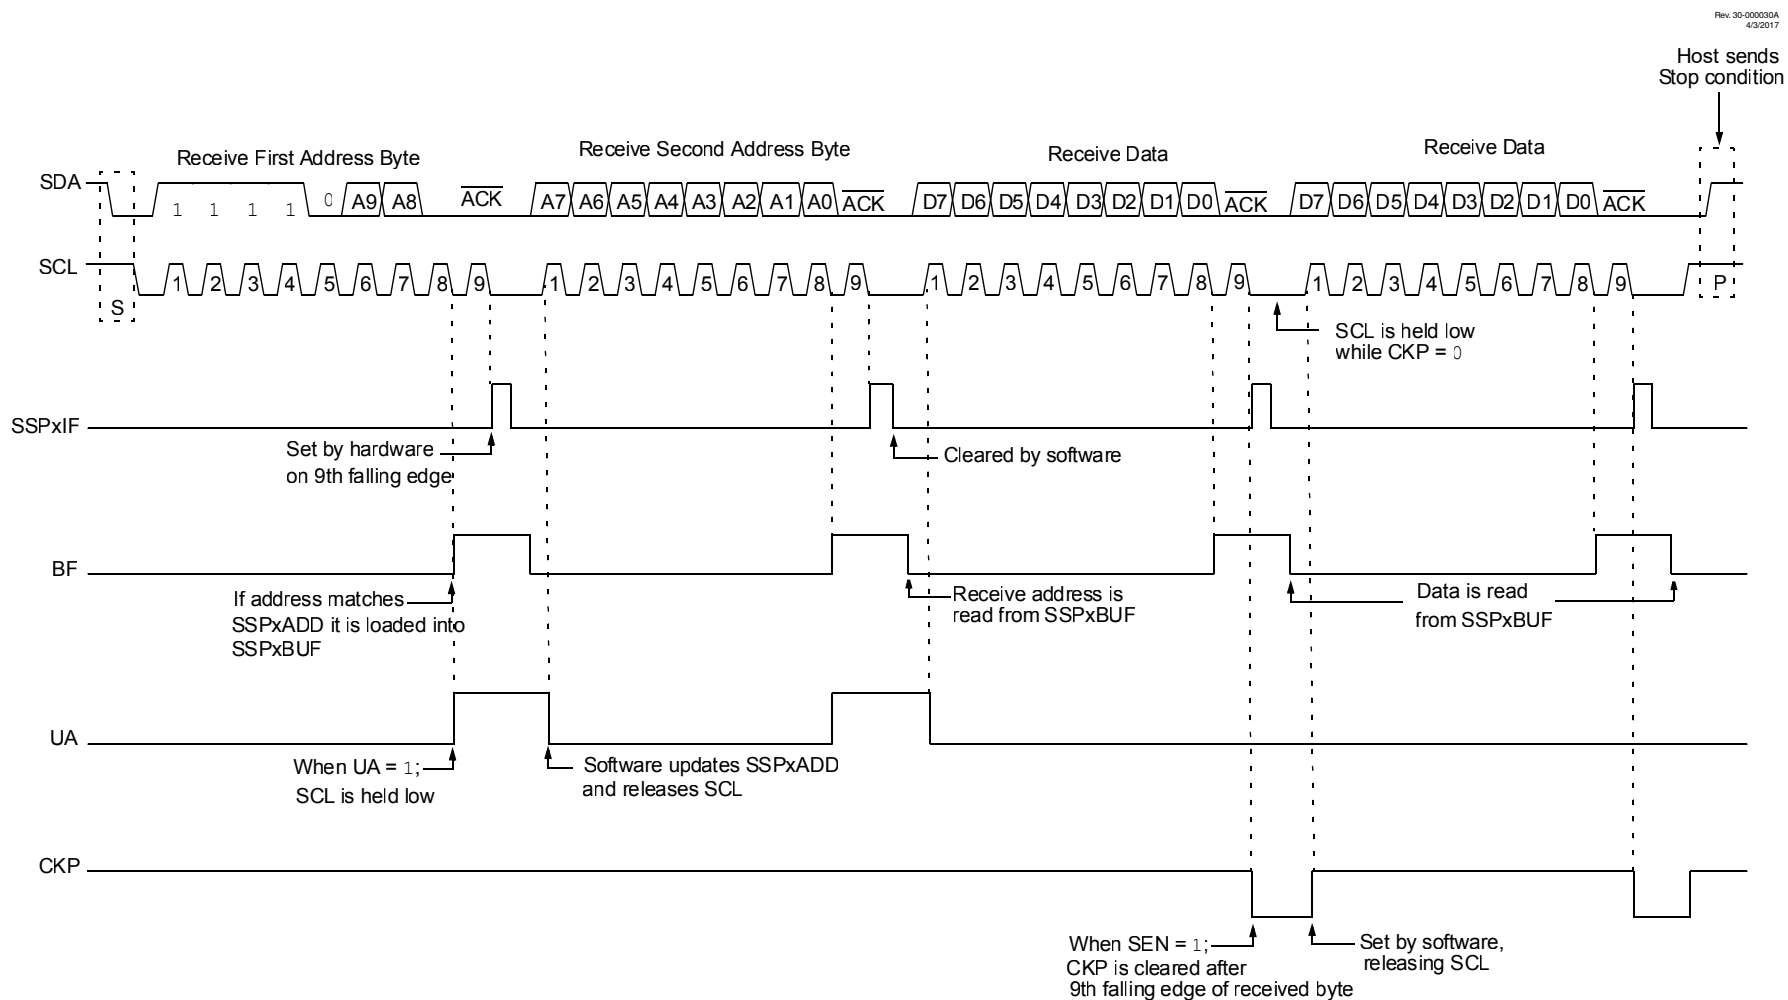 Rev. 30-000030A
4/3/2017
Host sends
Stop condition
Receive First Address Byte
Receive Second Address Byte
Receive Data
Receive Data
SDA
1 1 1 1 0 A9 A8 ACK A7 A6 A5 A4 A3 A2 A1 A0 ACK D7 D6 D5 D4 D3 D2 D1 D0 ACK D7 D6 D5 D4 D3 D2 D1 D0 ACK
SCL
1 2 3 4 5 6 7 8 9 1 2 3 4 5 6 7 8 9 1 2 3 4 5 6 7 8 9 1 2 3 4 5 6 7 8 9
S
P
SCL is held low
while CKP = 0
SSPxIF
Set by hardware
on 9th falling edge
Cleared by software
BF
If address matches
SSPxADD it is loaded into
SSPxBUF
Receive address is
read from SSPxBUF
Data is read
from SSPxBUF
UA
When UA = 1;
SCL is held low
Software updates SSPxADD
and releases SCL
CKP
When SEN = 1;
CKP is cleared after
9th falling edge of received byte
Set by software,
releasing SCL